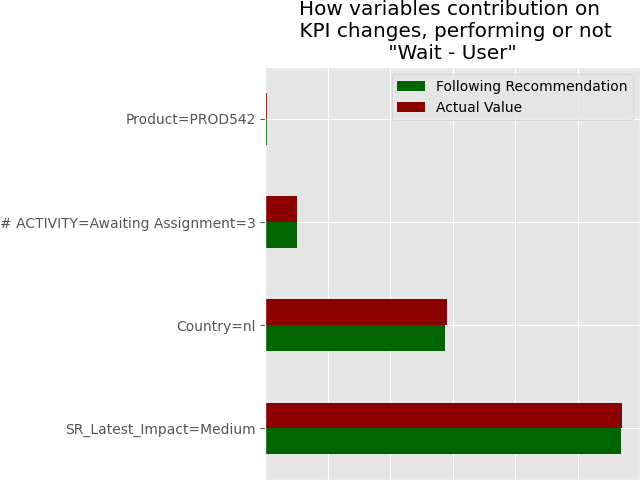 How variables contribution on
KPI changes, performing or not
"Wait - User"
Following Recommendation
Actual Value
Product=PROD542
# ACTIVITY=Awaiting Assignment=3
Country=nl
SR_Latest_Impact=Medium